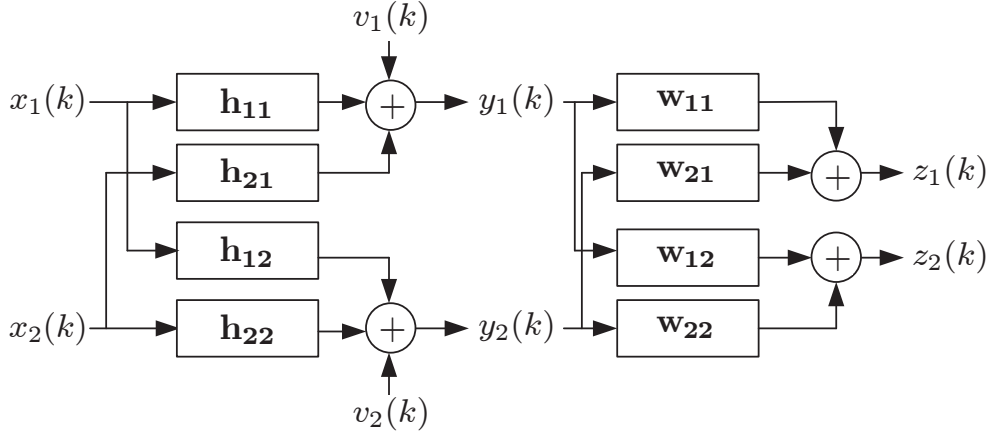 v₁(k)
x₁(k) h₁₁ + y₁(k) w₁₁
h₂₁ w₂₁ + z₁(k)
h₁₂ w₁₂ + z₂(k)
x₂(k) h₂₂ + y₂(k) w₂₂
v₂(k)